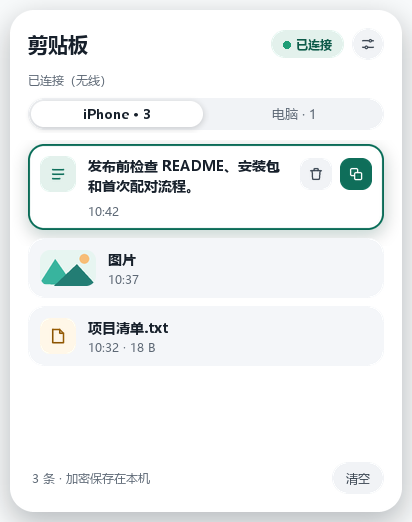 剪贴板
已连接
已连接（无线）
iPhone • 3
电脑 · 1
发布前检查 README、安装包
和首次配对流程。
10:42
图片
10:37
项目清单.txt
10:32 · 18 B
3 条 · 加密保存在本机
清空